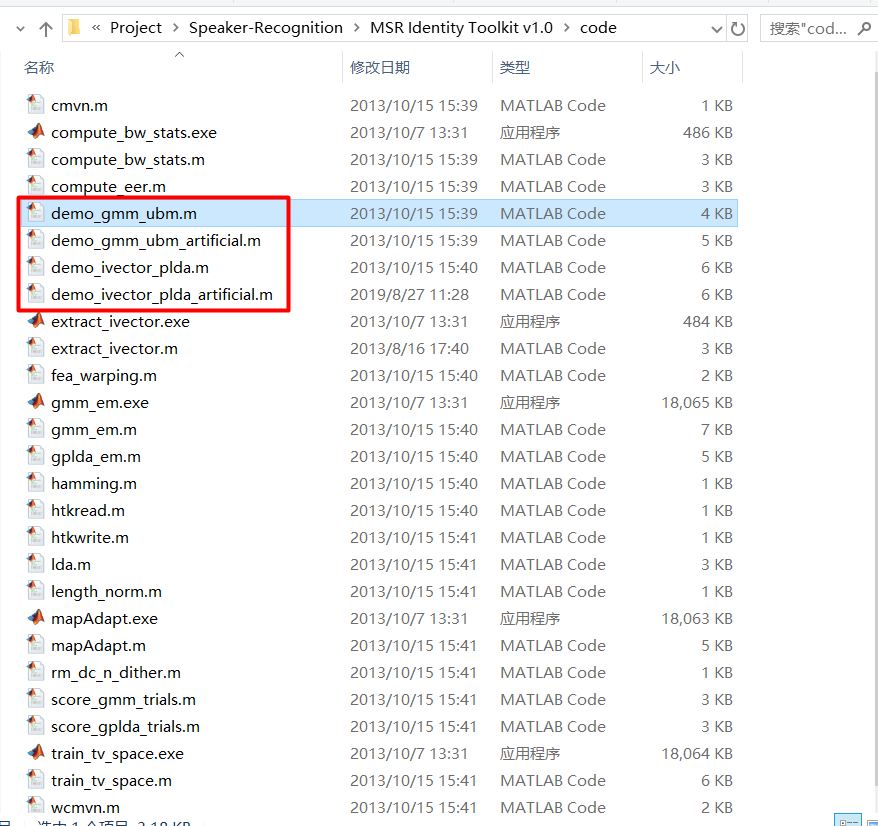 « Project > Speaker-Recognition > MSR Identity Toolkit v1.0 > code 搜索"cod...
名称 修改日期 类型 大小
cmvn.m 2013/10/15 15:39 MATLAB Code 1 KB
compute_bw_stats.exe 2013/10/7 13:31 应用程序 486 KB
compute_bw_stats.m 2013/10/15 15:39 MATLAB Code 3 KB
compute_eer.m 2013/10/15 15:39 MATLAB Code 3 KB
demo_gmm_ubm.m 2013/10/15 15:39 MATLAB Code 4 KB
demo_gmm_ubm_artificial.m 2013/10/15 15:39 MATLAB Code 5 KB
demo_ivector_plda.m 2013/10/15 15:40 MATLAB Code 6 KB
demo_ivector_plda_artificial.m 2019/8/27 11:28 MATLAB Code 6 KB
extract_ivector.exe 2013/10/7 13:31 应用程序 484 KB
extract_ivector.m 2013/8/16 17:40 MATLAB Code 3 KB
fea_warping.m 2013/10/15 15:40 MATLAB Code 2 KB
gmm_em.exe 2013/10/7 13:31 应用程序 18,065 KB
gmm_em.m 2013/10/15 15:40 MATLAB Code 7 KB
gplda_em.m 2013/10/15 15:40 MATLAB Code 5 KB
hamming.m 2013/10/15 15:40 MATLAB Code 1 KB
htkread.m 2013/10/15 15:40 MATLAB Code 1 KB
htkwrite.m 2013/10/15 15:41 MATLAB Code 1 KB
lda.m 2013/10/15 15:41 MATLAB Code 3 KB
length_norm.m 2013/10/15 15:41 MATLAB Code 1 KB
mapAdapt.exe 2013/10/7 13:31 应用程序 18,063 KB
mapAdapt.m 2013/10/15 15:41 MATLAB Code 5 KB
rm_dc_n_dither.m 2013/10/15 15:41 MATLAB Code 1 KB
score_gmm_trials.m 2013/10/15 15:41 MATLAB Code 3 KB
score_gplda_trials.m 2013/10/15 15:41 MATLAB Code 3 KB
train_tv_space.exe 2013/10/7 13:31 应用程序 18,064 KB
train_tv_space.m 2013/10/15 15:41 MATLAB Code 6 KB
wcmvn.m 2013/10/15 15:41 MATLAB Code 2 KB
选中 1 个项目 3.18 KB